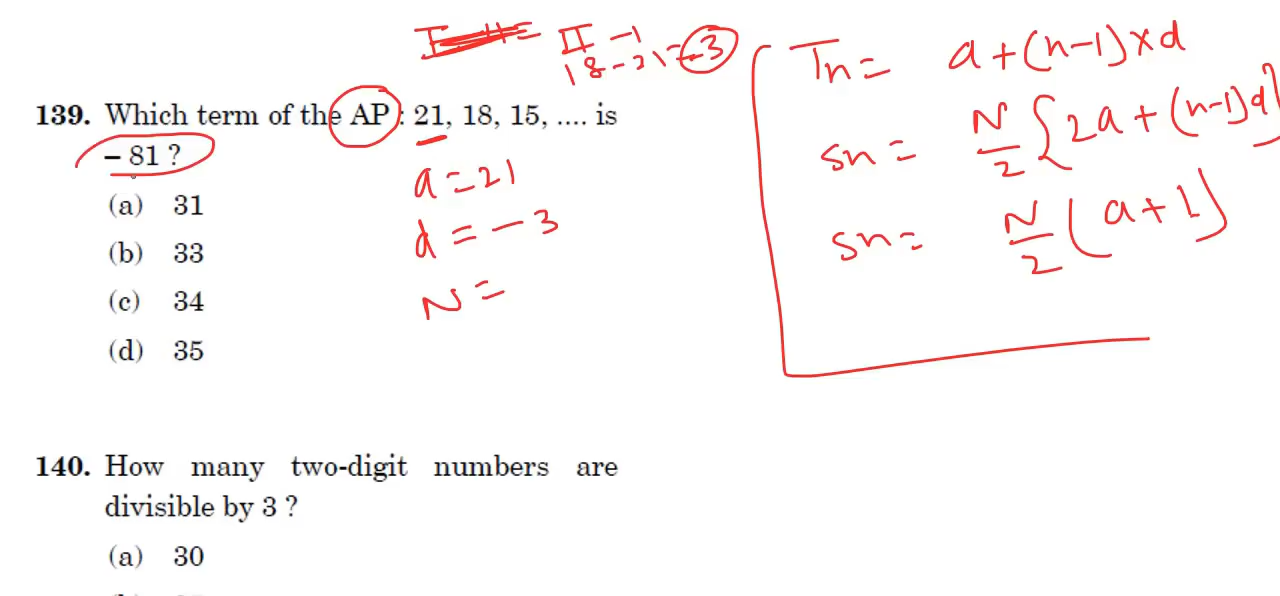 II - 1
18 - 21 = -3
Tn = a + (n-1) x d
139. Which term of the AP : 21, 18, 15, .... is
– 81 ?
Sn = N/2 {2a + (n-1)d}
a = 21
(a) 31
d = -3
Sn = N/2 (a + l)
(b) 33
N =
(c) 34
(d) 35
140. How many two-digit numbers are
divisible by 3 ?
(a) 30